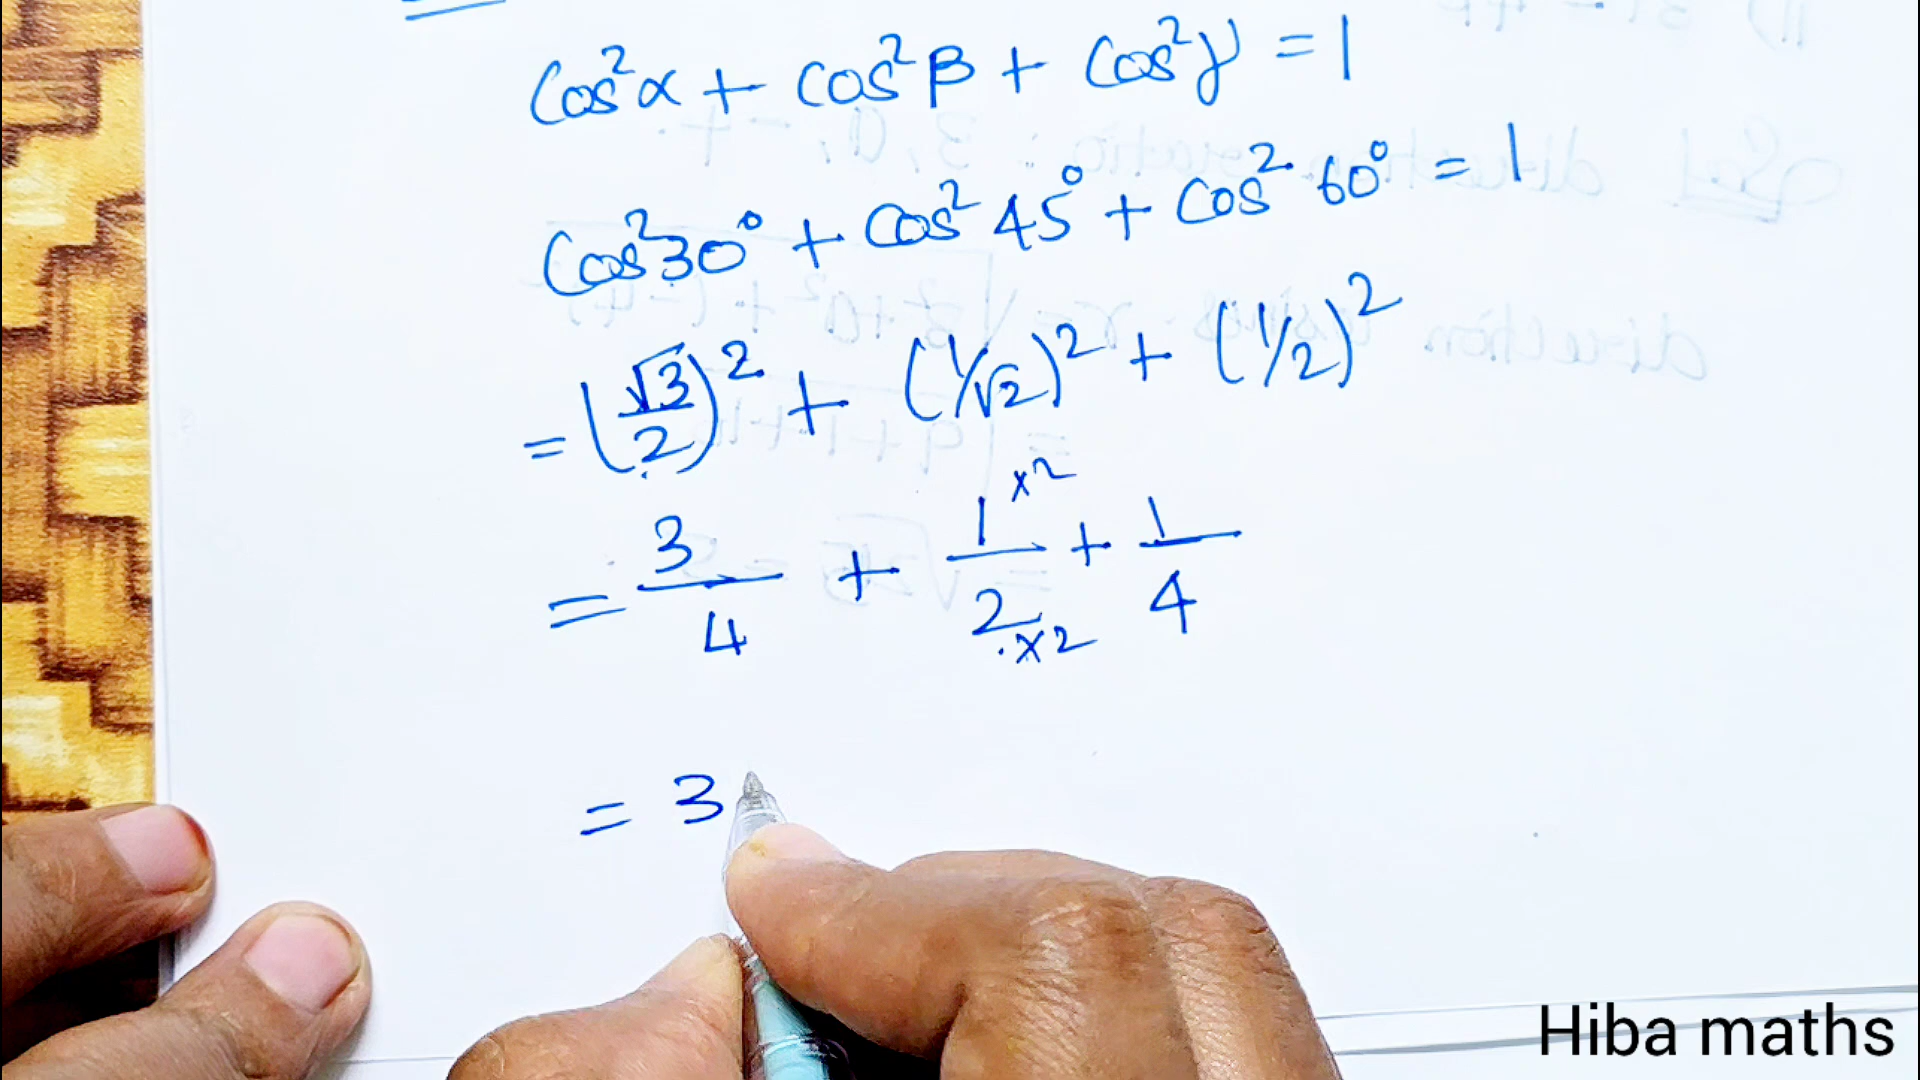 cos²α + cos²β + cos²γ = 1
cos²30° + cos²45° + cos²60° = 1
= (√3/2)² + (1/√2)² + (1/2)²
= 3/4 + 1×2/2×2 + 1/4
= 3
Hiba maths